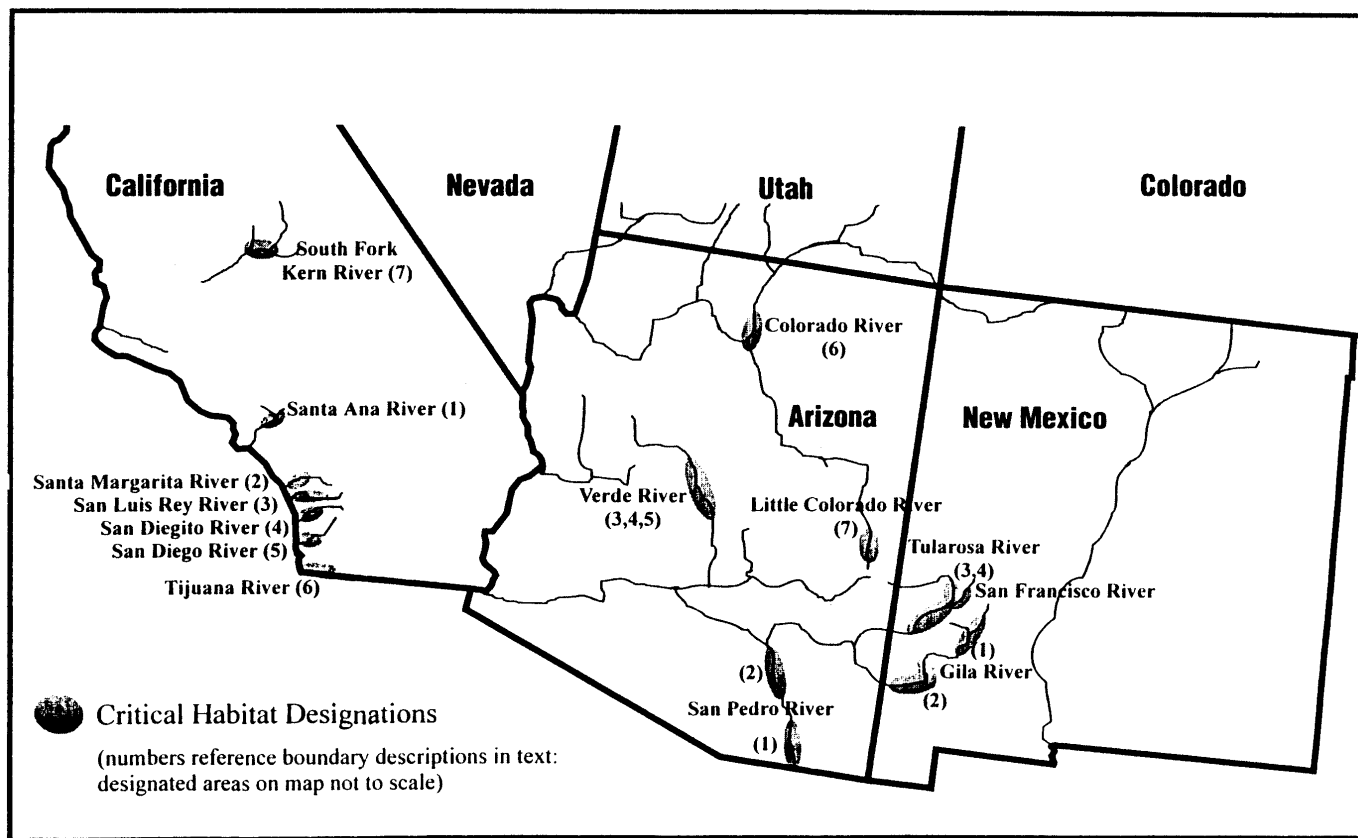 California
Nevada
Utah
Colorado
South Fork
Kern River (7)
Colorado River
(6)
Arizona
New Mexico
Santa Ana River (1)
Santa Margarita River (2)
San Luis Rey River (3)
San Diegito River (4)
San Diego River (5)
Tijuana River (6)
Verde River
(3,4,5)
Little Colorado River
(7)
Tularosa River
(3,4)
San Francisco River
(1)
Gila River
(2)
(2)
San Pedro River
(1)
Critical Habitat Designations
(numbers reference boundary descriptions in text:
designated areas on map not to scale)